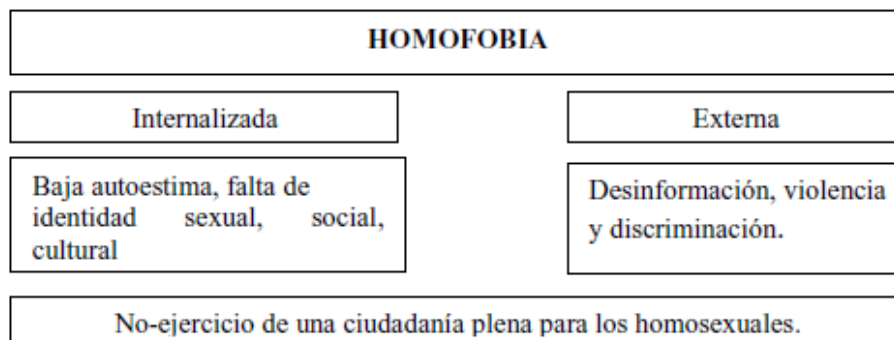 HOMOFOBIA
Internalizada
Externa
Baja autoestima, falta de
identidad sexual, social,
cultural
Desinformación, violencia
y discriminación.
No-ejercicio de una ciudadanía plena para los homosexuales.